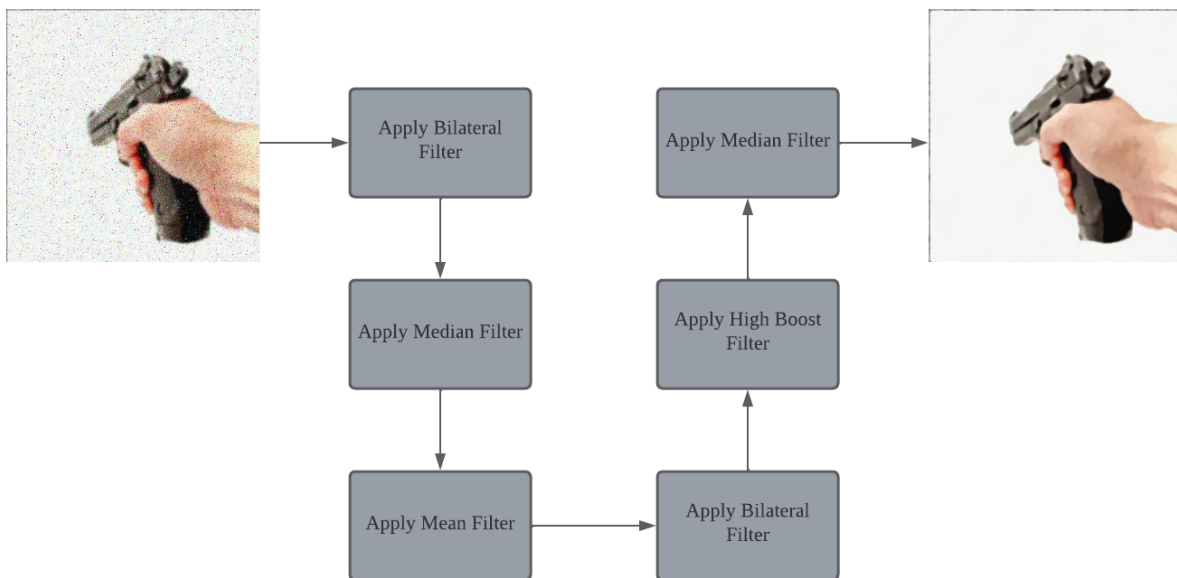 Apply Bilateral
Filter
Apply Median Filter
Apply Mean Filter
Apply Bilateral
Filter
Apply High Boost
Filter
Apply Median Filter